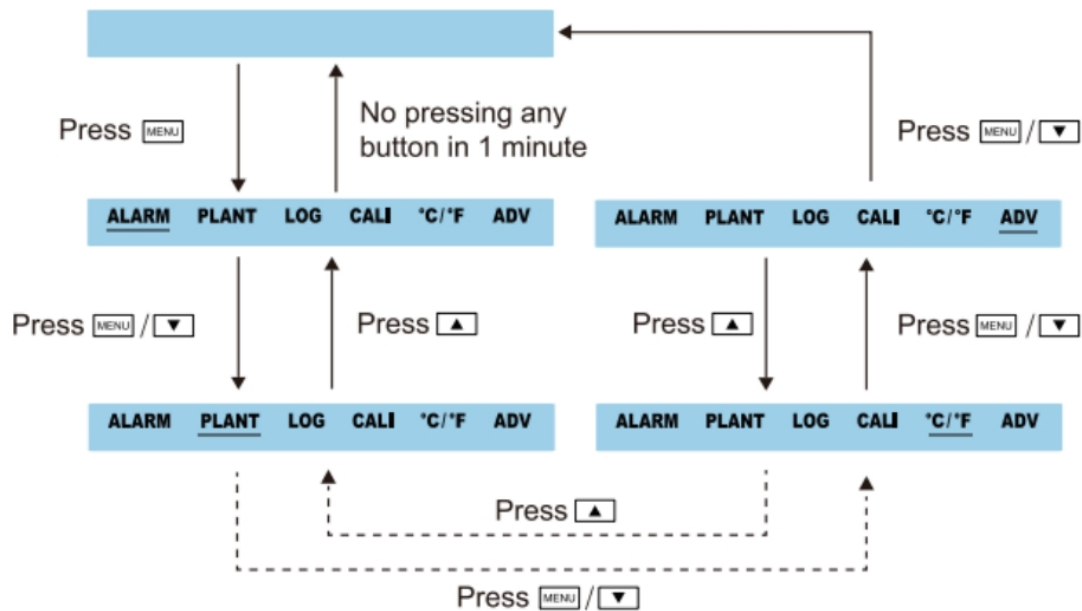 Press MENU
No pressing any
button in 1 minute
Press MENU / ▼
ALARM PLANT LOG CALI °C/°F ADV
ALARM PLANT LOG CALI °C/°F ADV
Press MENU / ▼
Press ▲
Press ▲
Press MENU / ▼
ALARM PLANT LOG CALI °C/°F ADV
ALARM PLANT LOG CALI °C/°F ADV
Press ▲
Press MENU / ▼